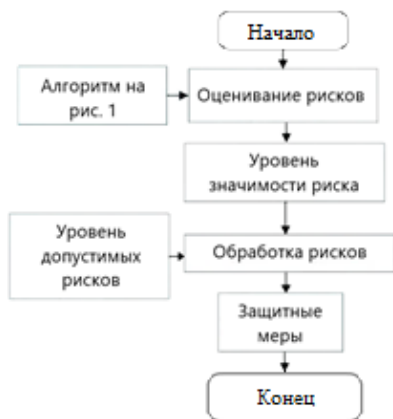 Начало
Алгоритм на
рис. 1
Оценивание рисков
Уровень
значимости риска
Уровень
допустимых
рисков
Обработка рисков
Защитные
меры
Конец